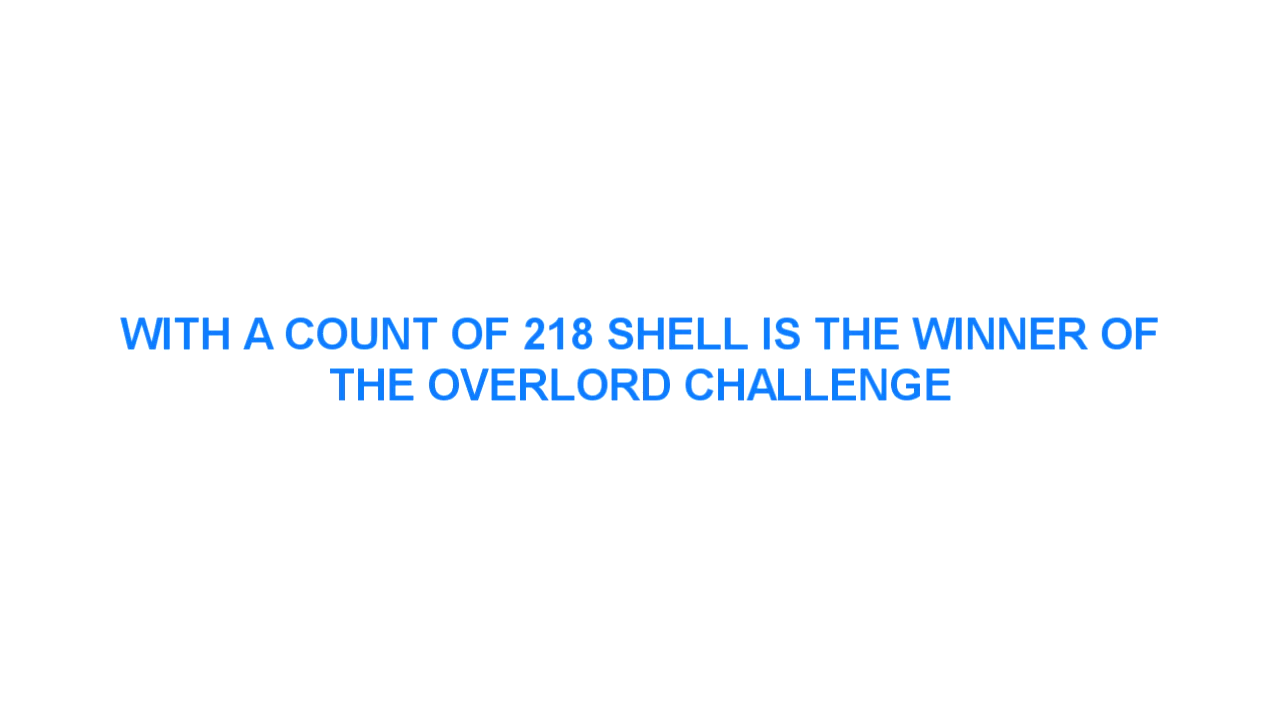 WITH A COUNT OF 218 SHELL IS THE WINNER OF
THE OVERLORD CHALLENGE